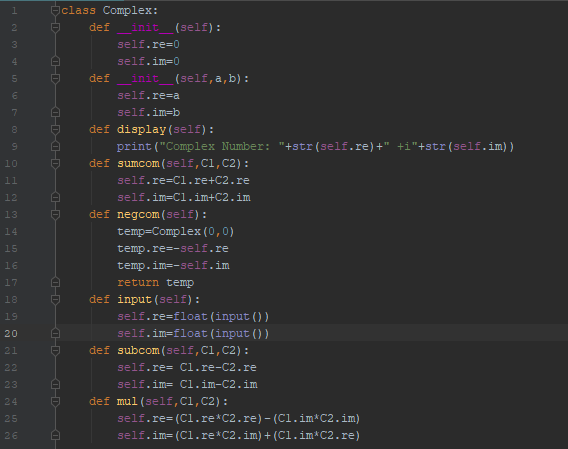 1 class Complex:
2 def __init__(self):
3 self.re=0
4 self.im=0
5 def __init__(self,a,b):
6 self.re=a
7 self.im=b
8 def display(self):
9 print("Complex Number: "+str(self.re)+" +i"+str(self.im))
10 def sumcom(self,C1,C2):
11 self.re=C1.re+C2.re
12 self.im=C1.im+C2.im
13 def negcom(self):
14 temp=Complex(0,0)
15 temp.re=-self.re
16 temp.im=-self.im
17 return temp
18 def input(self):
19 self.re=float(input())
20 self.im=float(input())
21 def subcom(self,C1,C2):
22 self.re= C1.re-C2.re
23 self.im= C1.im-C2.im
24 def mul(self,C1,C2):
25 self.re=(C1.re*C2.re)-(C1.im*C2.im)
26 self.im=(C1.re*C2.im)+(C1.im*C2.re)